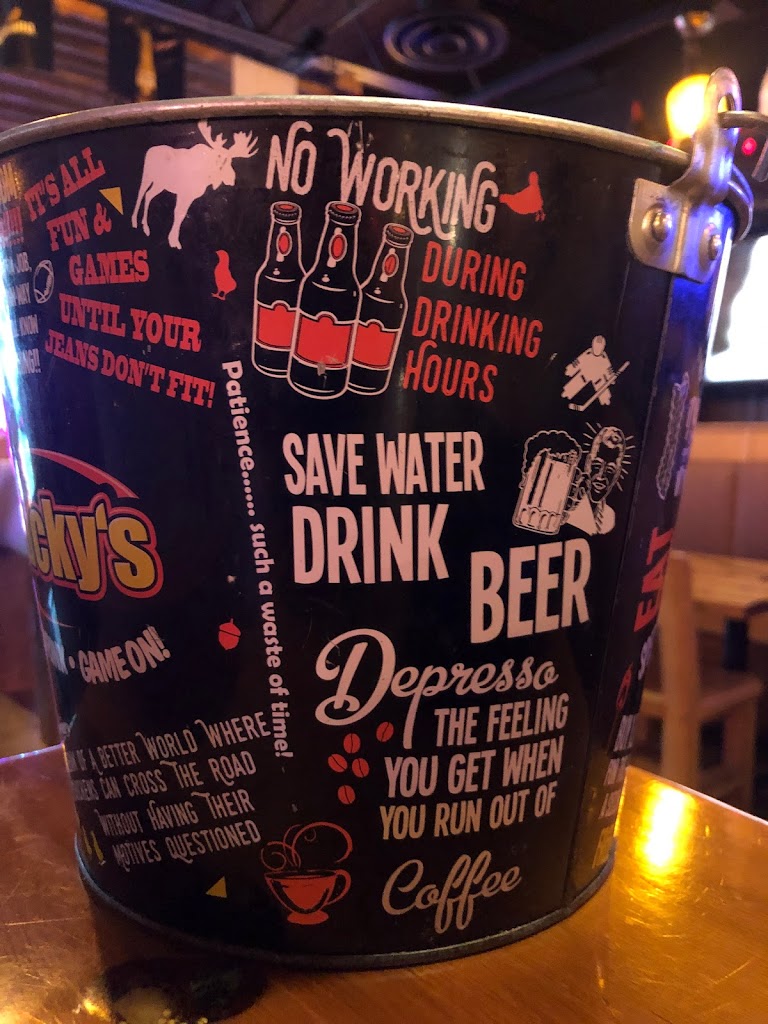 IT'S ALL
FUN &
GAMES
UNTIL YOUR
JEANS DON'T FIT!
NO WORKING
DURING
DRINKING
HOURS
Patience...... such a waste of time!
SAVE WATER
DRINK
BEER
cky's
GAME ON!
Depresso
THE FEELING
YOU GET WHEN
YOU RUN OUT OF
Coffee
OF A BETTER WORLD WHERE
CAN CROSS THE ROAD
WITHOUT HAVING THEIR
MOTIVES QUESTIONED
EAT